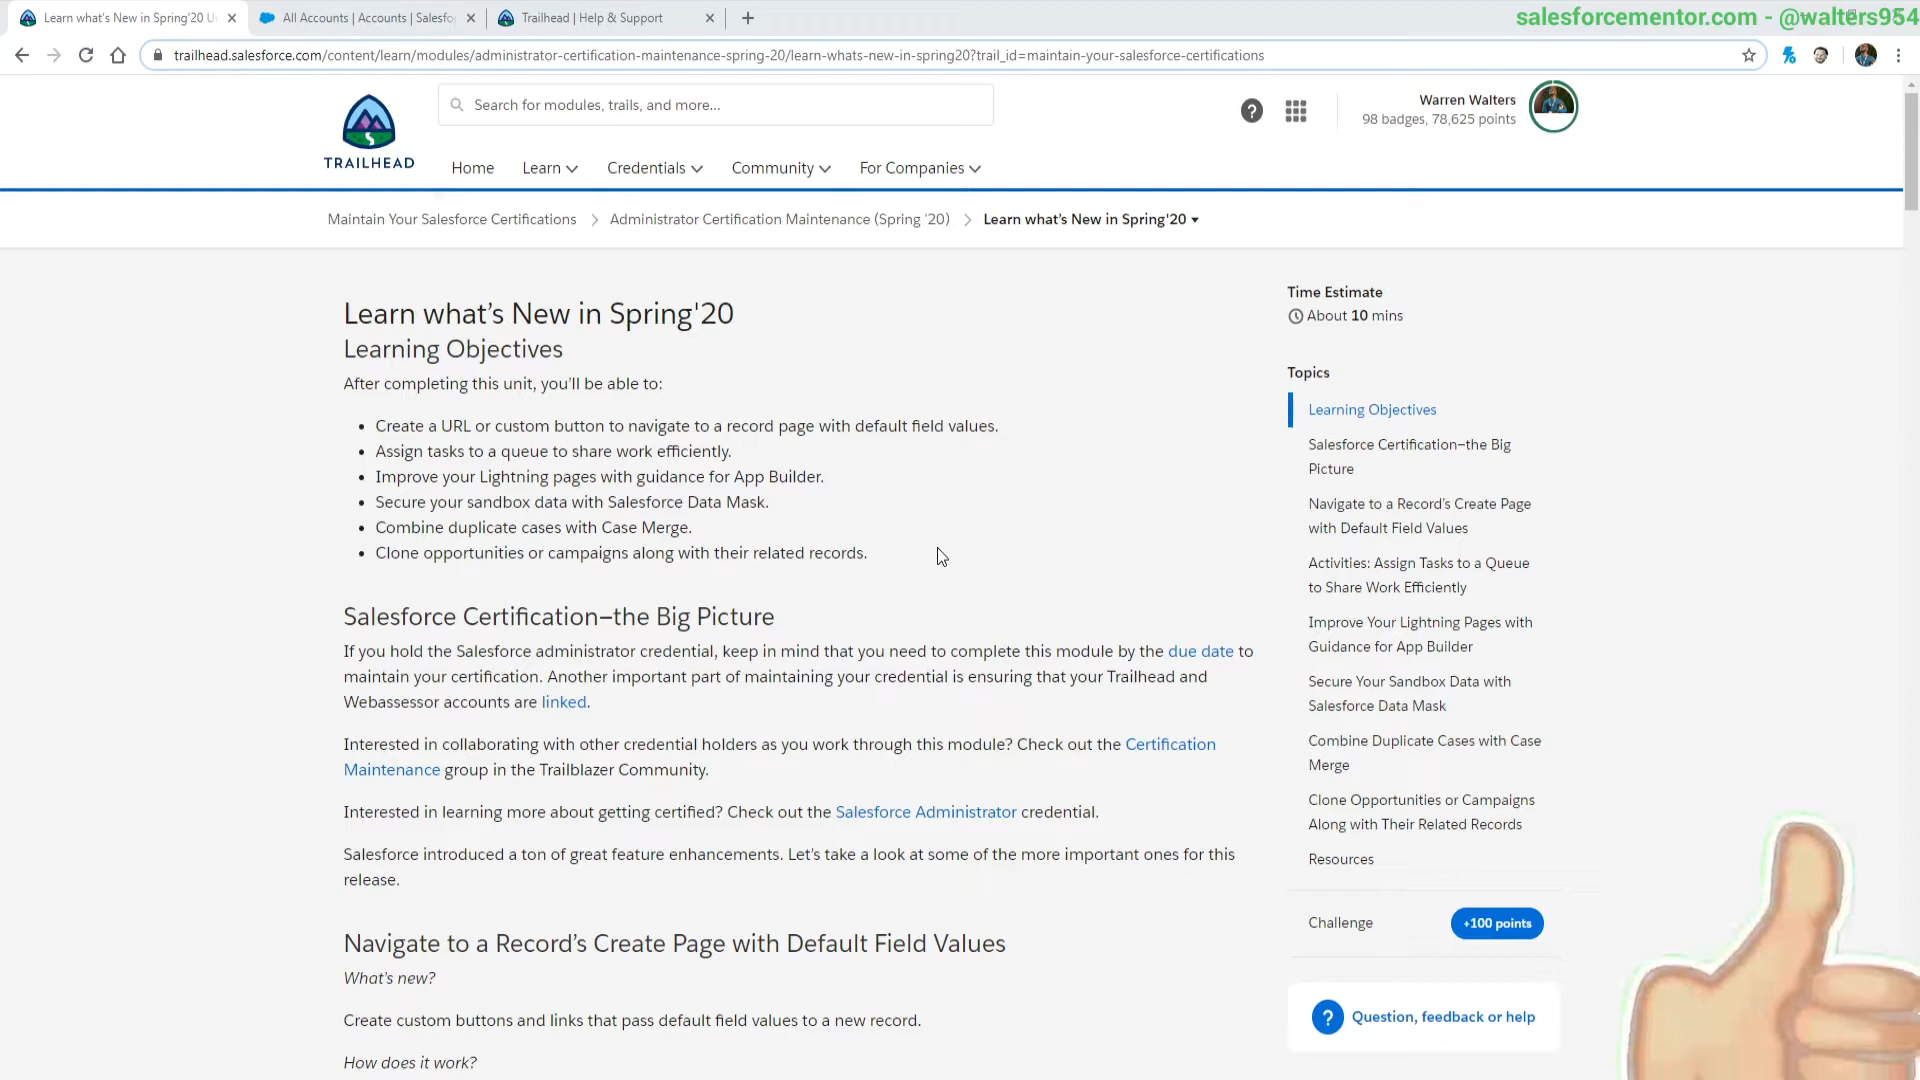 Learn what's New in Spring'20 U
All Accounts | Accounts | Salesfo
Trailhead | Help & Support
salesforcementor.com - @walters954
trailhead.salesforce.com/content/learn/modules/administrator-certification-maintenance-spring-20/learn-whats-new-in-spring20?trail_id=maintain-your-salesforce-certifications
TRAILHEAD
Search for modules, trails, and more...
?
Warren Walters
98 badges, 78,625 points
Home
Learn
Credentials
Community
For Companies
Maintain Your Salesforce Certifications
Administrator Certification Maintenance (Spring '20)
Learn what's New in Spring'20
Learn what's New in Spring'20
Learning Objectives
After completing this unit, you'll be able to:
• Create a URL or custom button to navigate to a record page with default field values.
• Assign tasks to a queue to share work efficiently.
• Improve your Lightning pages with guidance for App Builder.
• Secure your sandbox data with Salesforce Data Mask.
• Combine duplicate cases with Case Merge.
• Clone opportunities or campaigns along with their related records.
Salesforce Certification—the Big Picture
If you hold the Salesforce administrator credential, keep in mind that you need to complete this module by the due date to
maintain your certification. Another important part of maintaining your credential is ensuring that your Trailhead and
Webassessor accounts are linked.
Interested in collaborating with other credential holders as you work through this module? Check out the Certification
Maintenance group in the Trailblazer Community.
Interested in learning more about getting certified? Check out the Salesforce Administrator credential.
Salesforce introduced a ton of great feature enhancements. Let's take a look at some of the more important ones for this
release.
Navigate to a Record's Create Page with Default Field Values
What's new?
Create custom buttons and links that pass default field values to a new record.
How does it work?
Time Estimate
About 10 mins
Topics
Learning Objectives
Salesforce Certification—the Big
Picture
Navigate to a Record's Create Page
with Default Field Values
Activities: Assign Tasks to a Queue
to Share Work Efficiently
Improve Your Lightning Pages with
Guidance for App Builder
Secure Your Sandbox Data with
Salesforce Data Mask
Combine Duplicate Cases with Case
Merge
Clone Opportunities or Campaigns
Along with Their Related Records
Resources
Challenge
+100 points
? Question, feedback or help